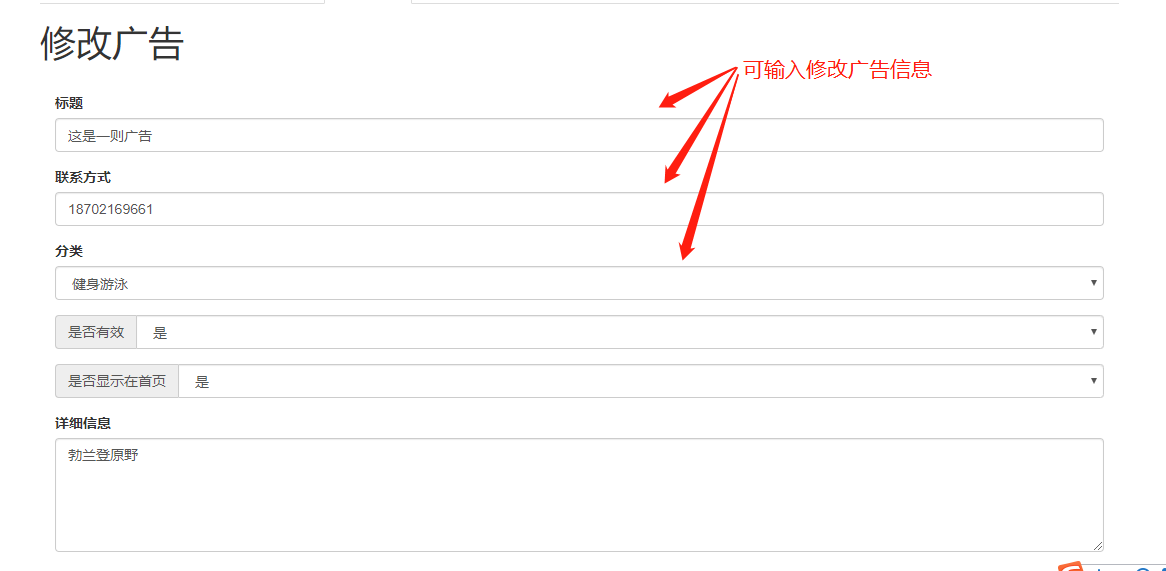 修改广告
可输入修改广告信息
标题
这是一则广告
联系方式
18702169661
分类
健身游泳
是否有效 是
是否显示在首页 是
详细信息
勃兰登原野